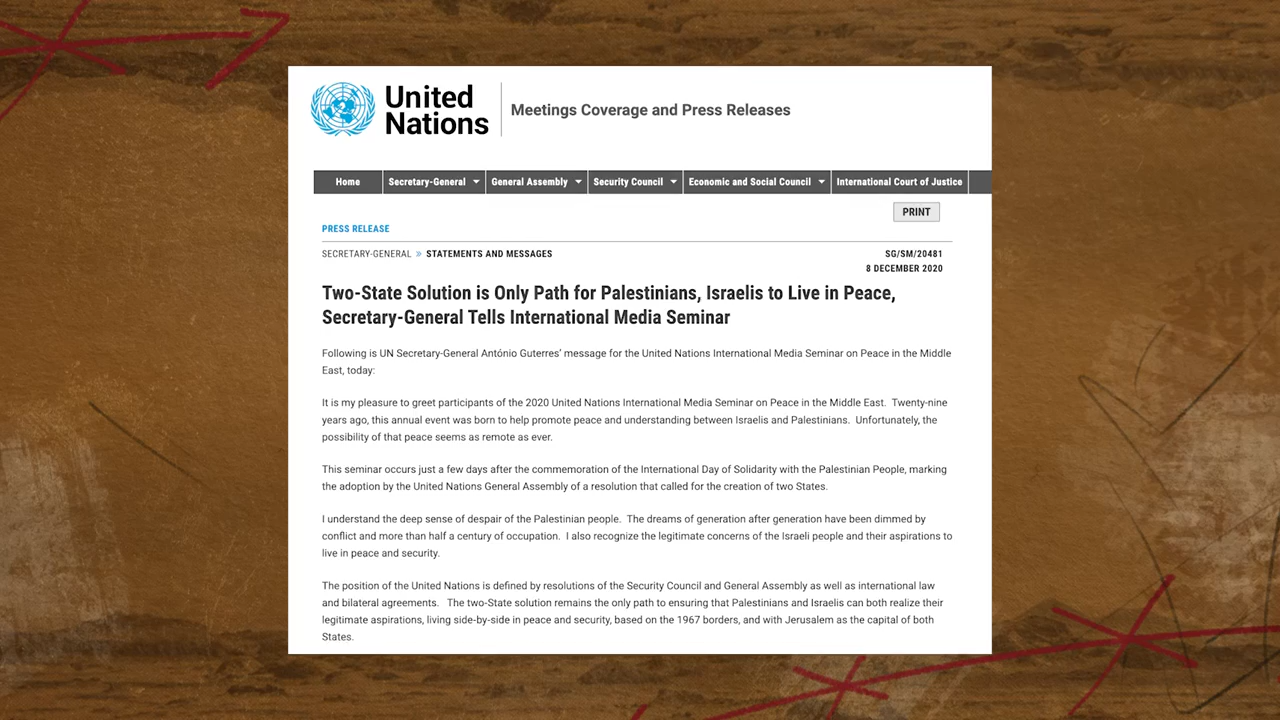 United
Nations
Meetings Coverage and Press Releases
Home Secretary-General General Assembly Security Council Economic and Social Council International Court of Justice
PRINT
PRESS RELEASE
SECRETARY-GENERAL » STATEMENTS AND MESSAGES
SG/SM/20481
8 DECEMBER 2020
Two-State Solution is Only Path for Palestinians, Israelis to Live in Peace,
Secretary-General Tells International Media Seminar
Following is UN Secretary-General António Guterres’ message for the United Nations International Media Seminar on Peace in the Middle
East, today:
It is my pleasure to greet participants of the 2020 United Nations International Media Seminar on Peace in the Middle East.  Twenty-nine
years ago, this annual event was born to help promote peace and understanding between Israelis and Palestinians.  Unfortunately, the
possibility of that peace seems as remote as ever.
This seminar occurs just a few days after the commemoration of the International Day of Solidarity with the Palestinian People, marking
the adoption by the United Nations General Assembly of a resolution that called for the creation of two States.
I understand the deep sense of despair of the Palestinian people.  The dreams of generation after generation have been dimmed by
conflict and more than half a century of occupation.  I also recognize the legitimate concerns of the Israeli people and their aspirations to
live in peace and security.
The position of the United Nations is defined by resolutions of the Security Council and General Assembly as well as international law
and bilateral agreements.   The two-State solution remains the only path to ensuring that Palestinians and Israelis can both realize their
legitimate aspirations, living side-by-side in peace and security, based on the 1967 borders, and with Jerusalem as the capital of both
States.